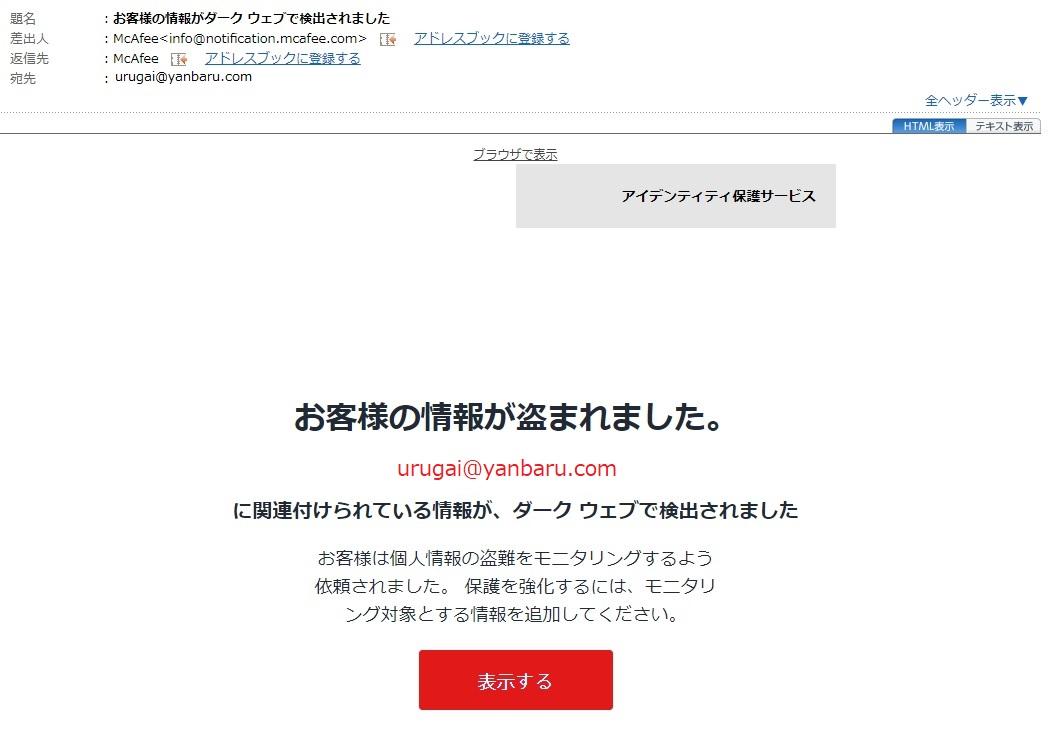 題名 : お客様の情報がダーク ウェブで検出されました
差出人 : McAfee<info@notification.mcafee.com> アドレスブックに登録する
返信先 : McAfee アドレスブックに登録する
宛先 : urugai@yanbaru.com
全ヘッダー表示▼
HTML表示 テキスト表示
ブラウザで表示
アイデンティティ保護サービス
お客様の情報が盗まれました。
urugai@yanbaru.com
に関連付けられている情報が、ダーク ウェブで検出されました
お客様は個人情報の盗難をモニタリングするよう
依頼されました。 保護を強化するには、モニタリ
ング対象とする情報を追加してください。
表示する